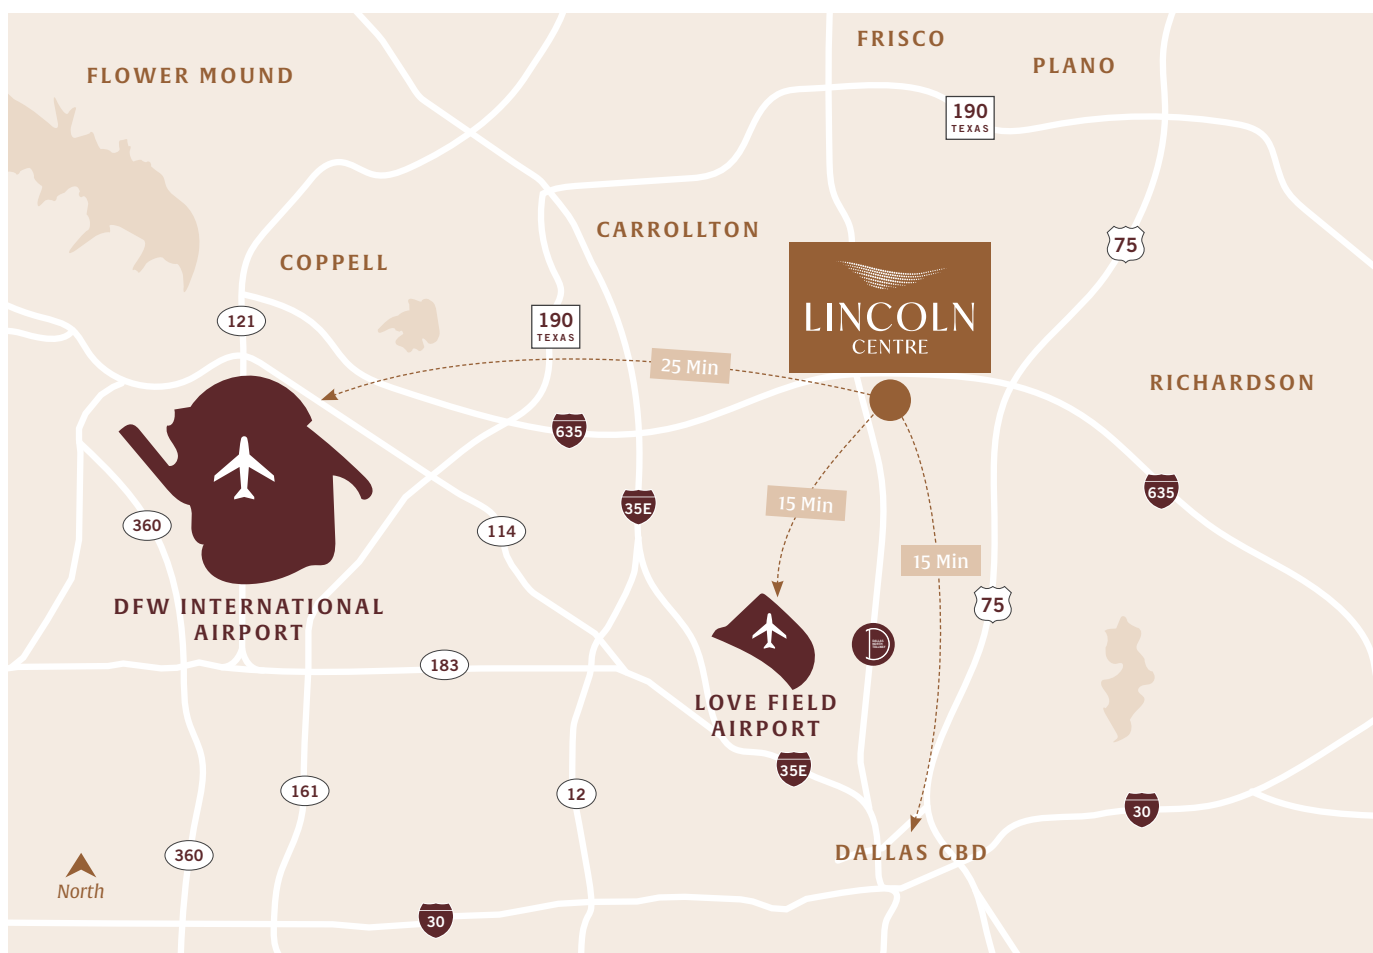 FRISCO
PLANO
FLOWER MOUND
190
TEXAS
CARROLLTON
75
COPPELL
LINCOLN
CENTRE
121
190
TEXAS
25 Min
RICHARDSON
635
635
15 Min
35E
360
114
15 Min
75
DFW INTERNATIONAL
AIRPORT
183
LOVE FIELD
AIRPORT
35E
161
12
30
360
DALLAS CBD
North
30